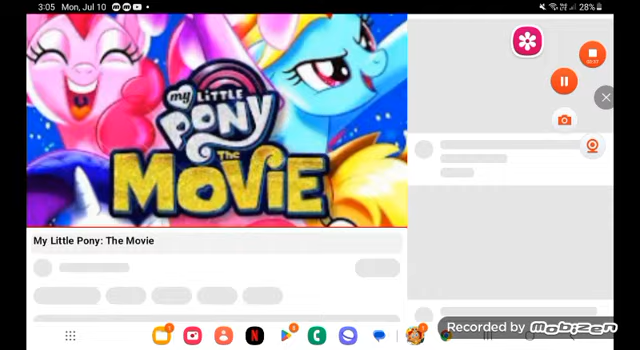 3:05 Mon, Jul 10
28%
my LITTLE
PONY
THE
MOVIE
My Little Pony: The Movie
Recorded by Mobizen